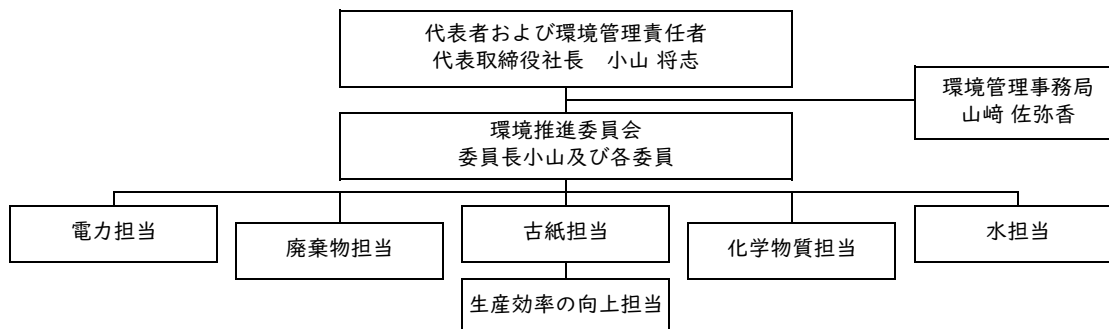 代表者および環境管理責任者
代表取締役社長　小山 将志
環境管理事務局
山﨑 佐弥香
環境推進委員会
委員長小山及び各委員
電力担当
廃棄物担当
古紙担当
化学物質担当
水担当
生産効率の向上担当